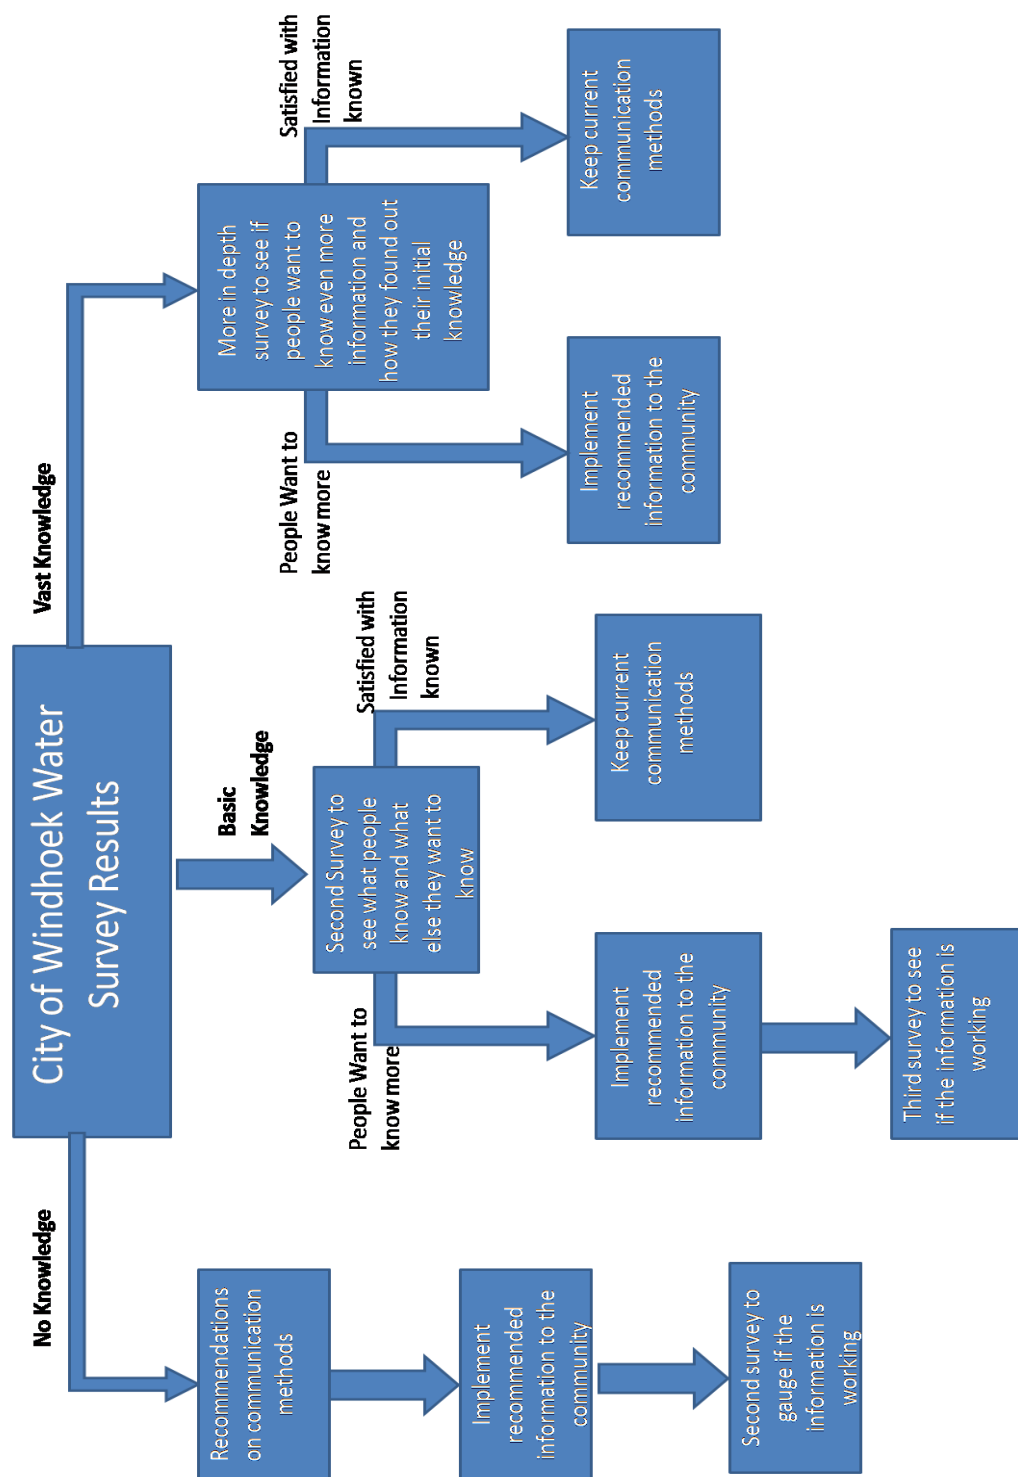 City of Windhoek Water
Survey Results
No Knowledge
Basic
Knowledge
Vast Knowledge
Recommendations
on communication
methods
Implement
recommended
information to the
community
Second survey to
gauge if the
information is
working
Second Survey to
see what people
know and what
else they want to
know
People Want to
know more
Satisfied with
Information
known
Implement
recommended
information to the
community
Keep current
communication
methods
Third survey to see
if the information is
working
More in depth
survey to see if
people want to
know even more
information and
how they found out
their initial
knowledge
People Want to
know more
Satisfied with
Information
known
Implement
recommended
information to the
community
Keep current
communication
methods